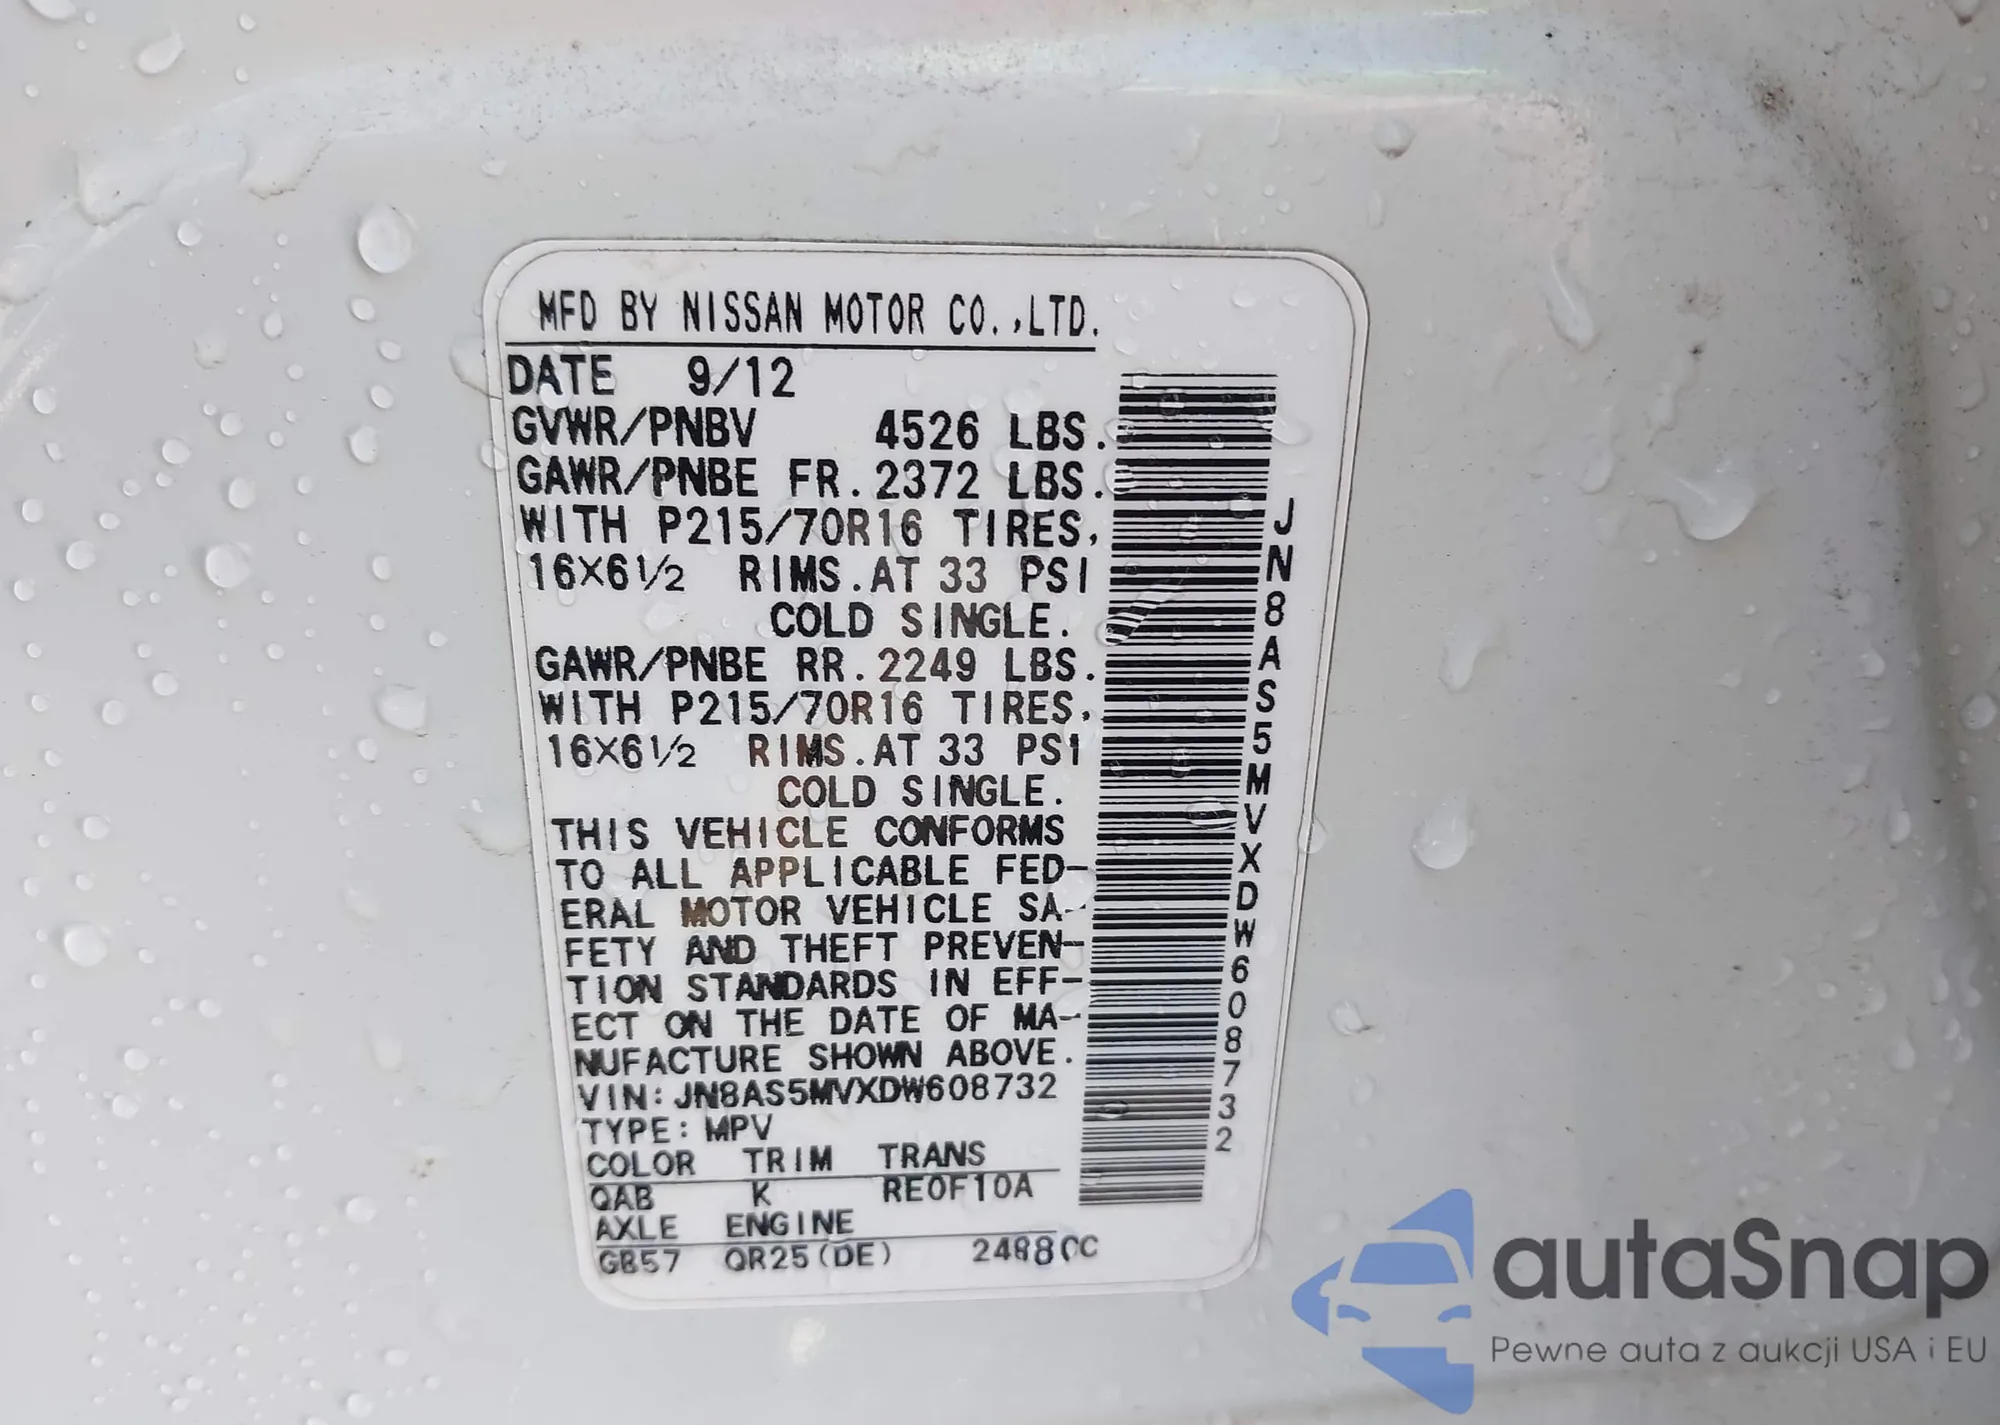 MFD BY NISSAN MOTOR CO.,LTD.
DATE 9/12
GVWR/PNBV 4526 LBS.
GAWR/PNBE FR. 2372 LBS.
WITH P215/70R16 TIRES,
16X6 1/2 RIMS. AT 33 PSI
COLD SINGLE.
GAWR/PNBE RR. 2249 LBS.
WITH P215/70R16 TIRES,
16X6 1/2 RIMS. AT 33 PSI
COLD SINGLE.
THIS VEHICLE CONFORMS
TO ALL APPLICABLE FED-
ERAL MOTOR VEHICLE SA-
FETY AND THEFT PREVEN-
TION STANDARDS IN EFF-
ECT ON THE DATE OF MA-
NUFACTURE SHOWN ABOVE.
VIN: JN8AS5MVXDW608732
TYPE: MPV
COLOR TRIM TRANS
QAB K RE0F10A
AXLE ENGINE
GB57 QR25(DE) 2488CC
JN8AS5MVXDW608732
autaSnap
Pewne auta z aukcji USA i EU